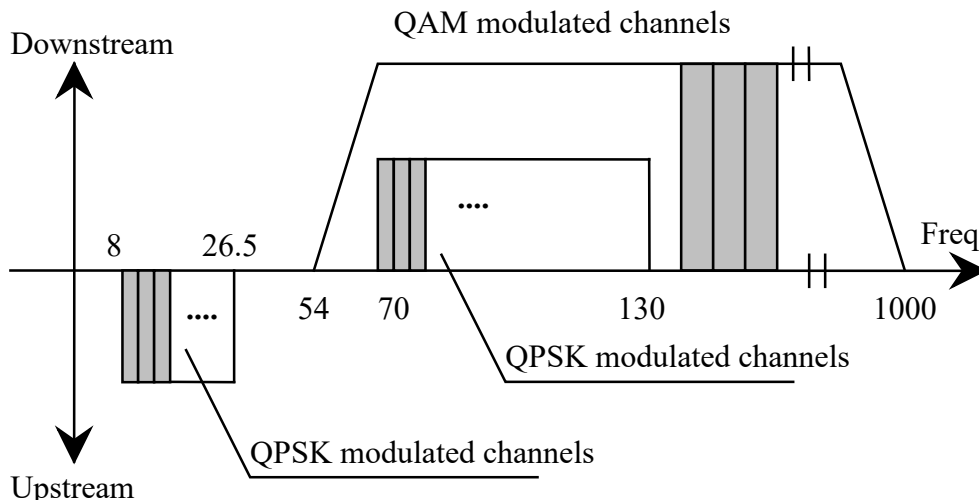 QAM modulated channels
Downstream
....
8
26.5
Freq
....
54
70
130
1000
QPSK modulated channels
QPSK modulated channels
Upstream